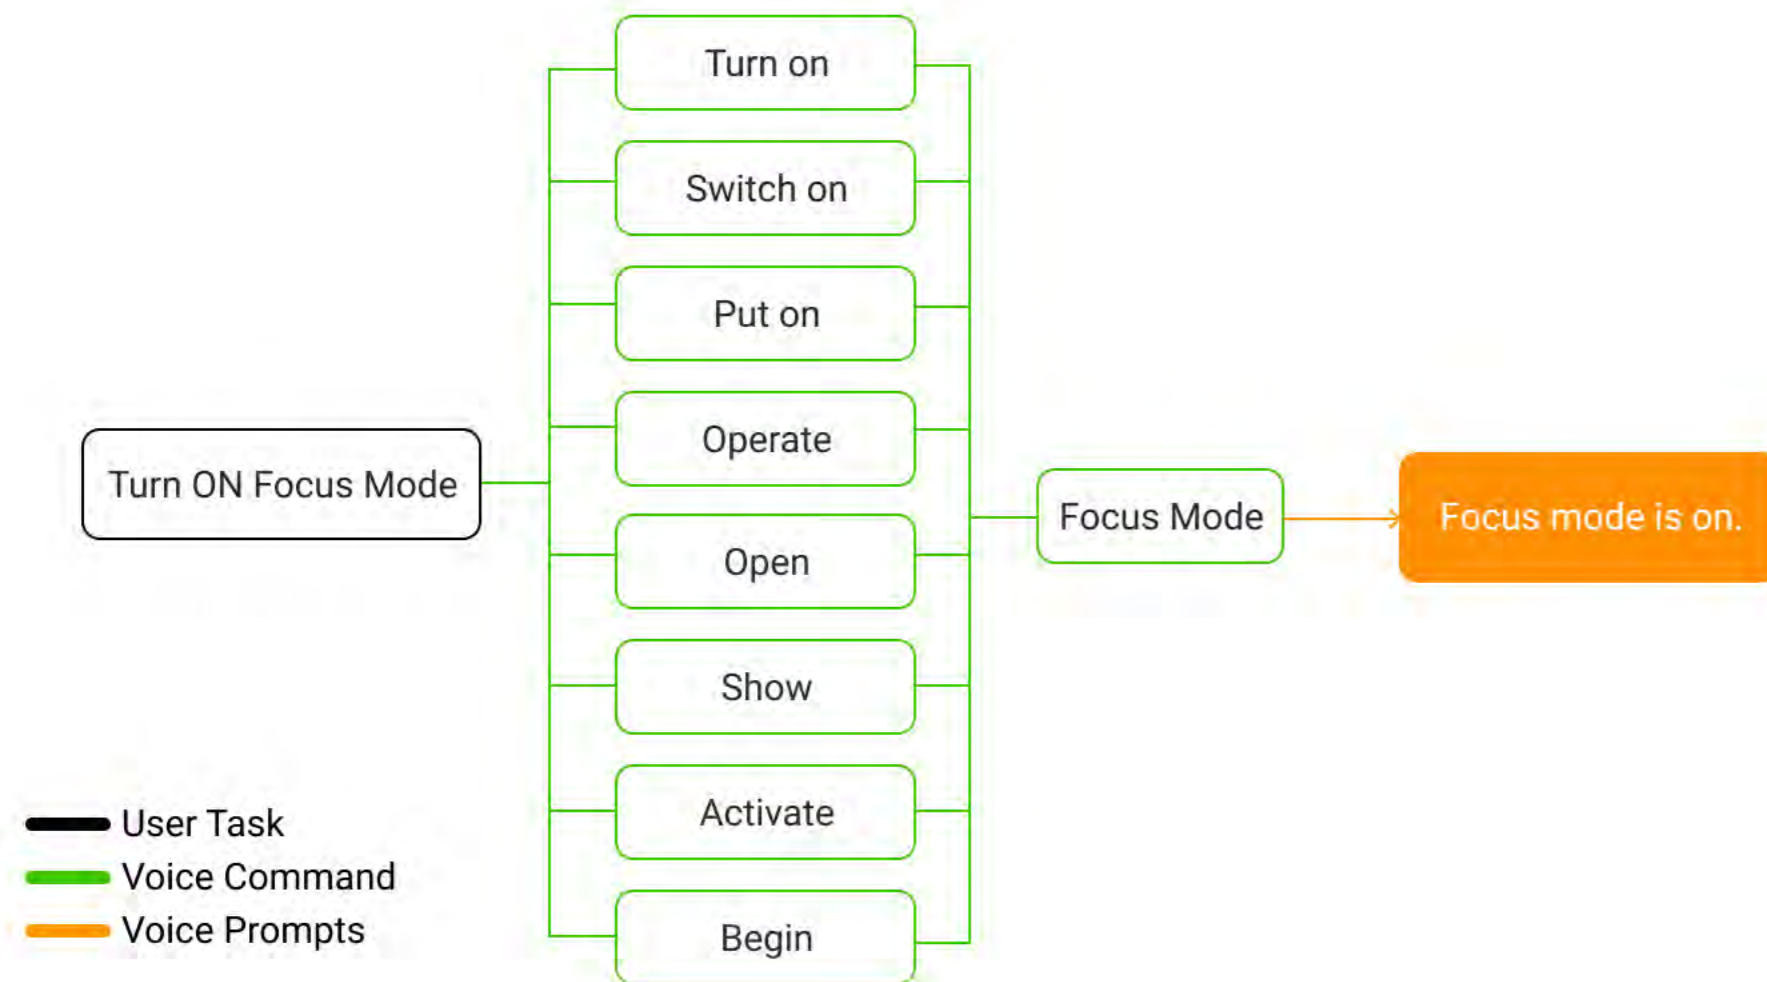 Turn on
Switch on
Put on
Operate
Turn ON Focus Mode
Open
Focus Mode
Focus mode is on.
Show
Activate
Begin
User Task
Voice Command
Voice Prompts